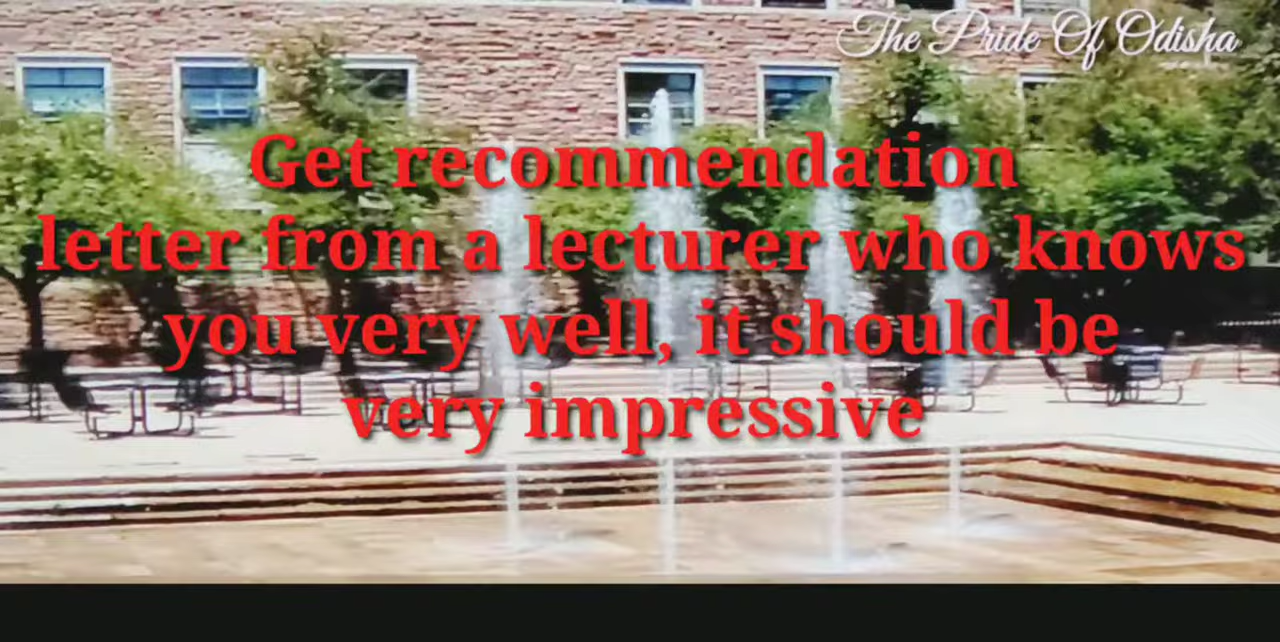 The Pride Of Odisha
Get recommendation
letter from a lecturer who knows
you very well, it should be
very impressive